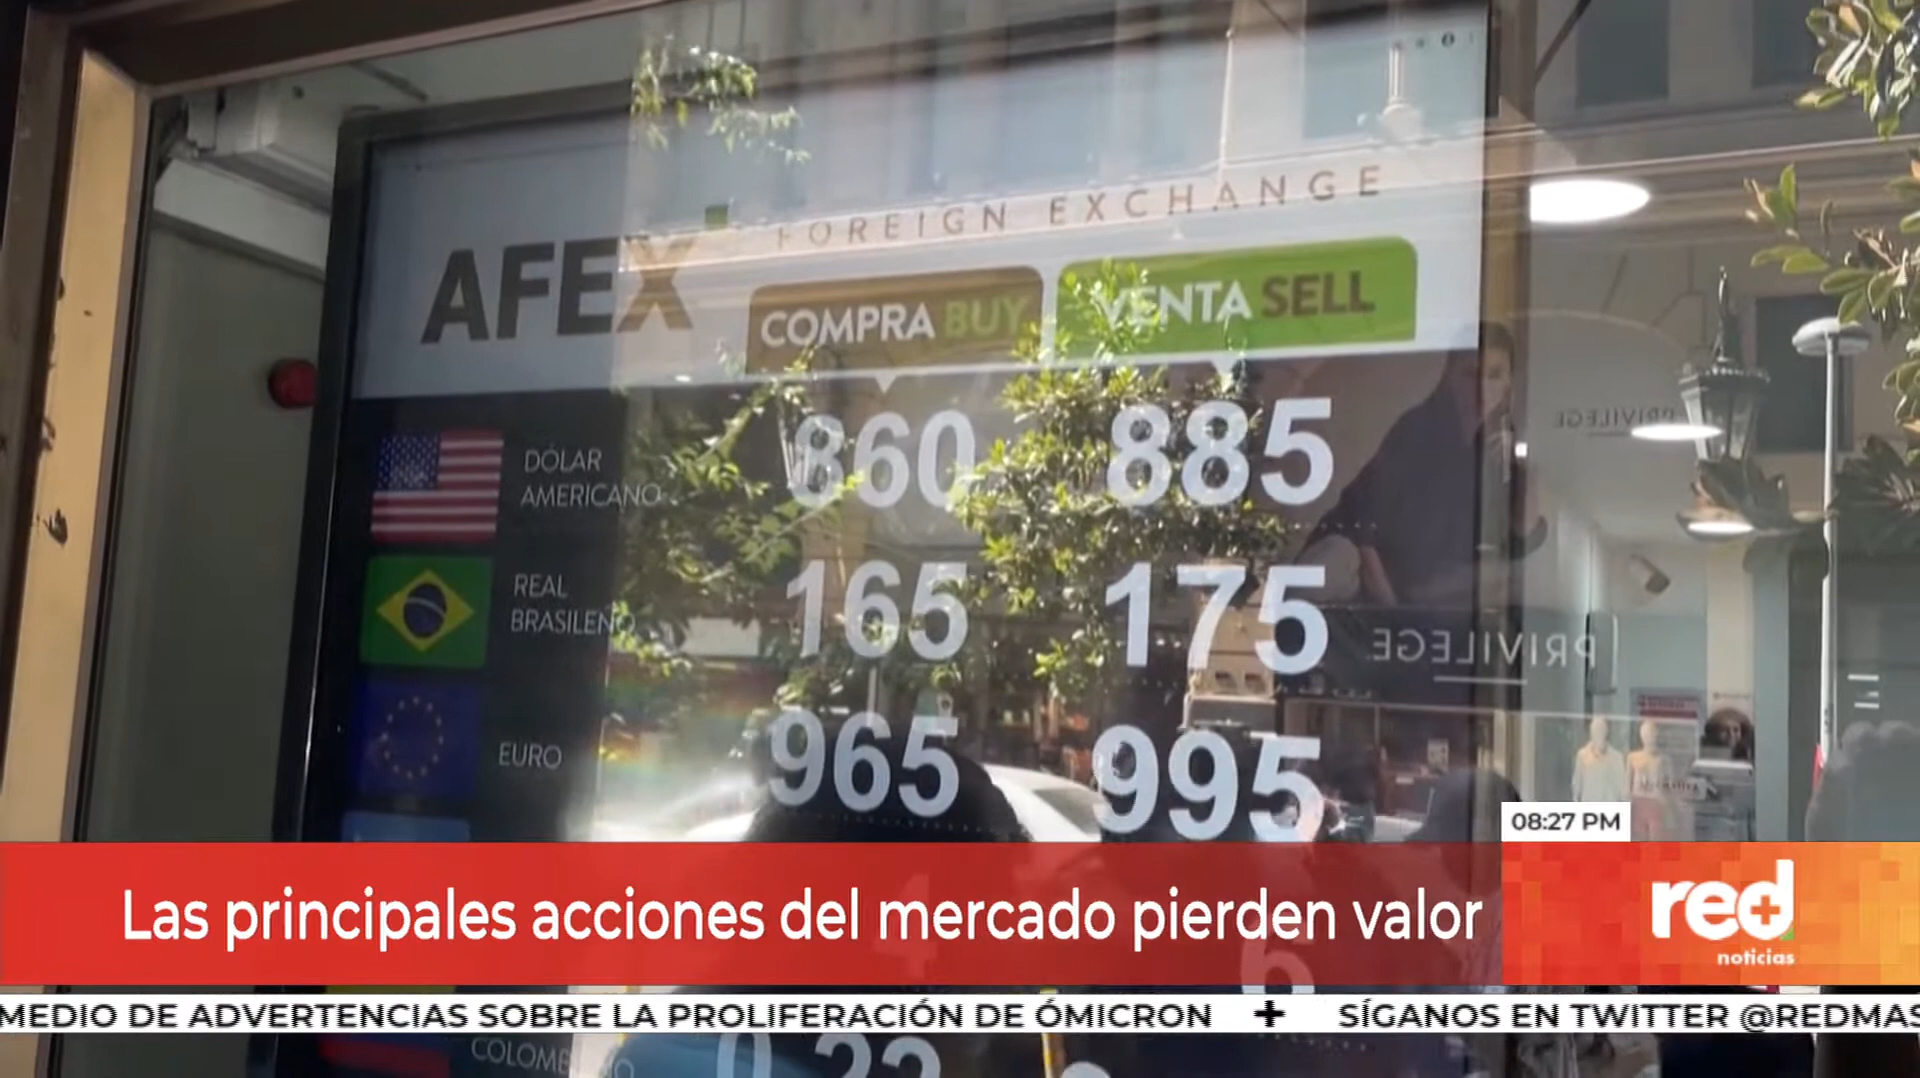 AFEX
FOREIGN EXCHANGE
COMPRA BUY
VENTA SELL
DÓLAR
AMERICANO
860
885
REAL
BRASILEÑO
165
175
PRIVILEGE
PRIVILEGE
EURO
965
995
08:27 PM
Las principales acciones del mercado pierden valor
red+
noticias
MEDIO DE ADVERTENCIAS SOBRE LA PROLIFERACIÓN DE ÓMICRON + SÍGANOS EN TWITTER @REDMAS
0.22